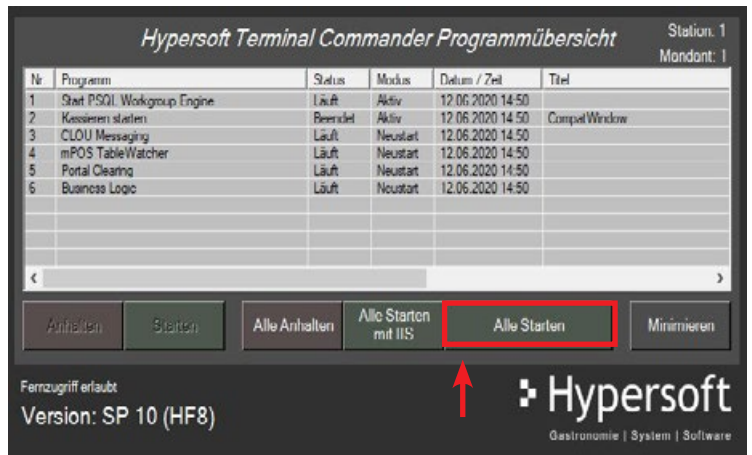 Hypersoft Terminal Commander Programmübersicht
Station: 1
Mandant: 1
Nr Programm Status Modus Datum / Zeit Titel
1 Start PSQL Workgroup Engine Läuft Aktiv 12.06.2020 14:50
2 Kassieren starten Beendet Aktiv 12.06.2020 14:50 CompatWindow
3 CLOU Messaging Läuft Neustart 12.06.2020 14:50
4 mPOS TableWatcher Läuft Neustart 12.06.2020 14:50
5 Portal Clearing Läuft Neustart 12.06.2020 14:50
6 Business Logic Läuft Neustart 12.06.2020 14:50
Anhalten Starten Alle Anhalten Alle Starten mit IIS Alle Starten Minimieren
Fernzugriff erlaubt
Version: SP 10 (HF8)
Hypersoft
Gastronomie | System | Software